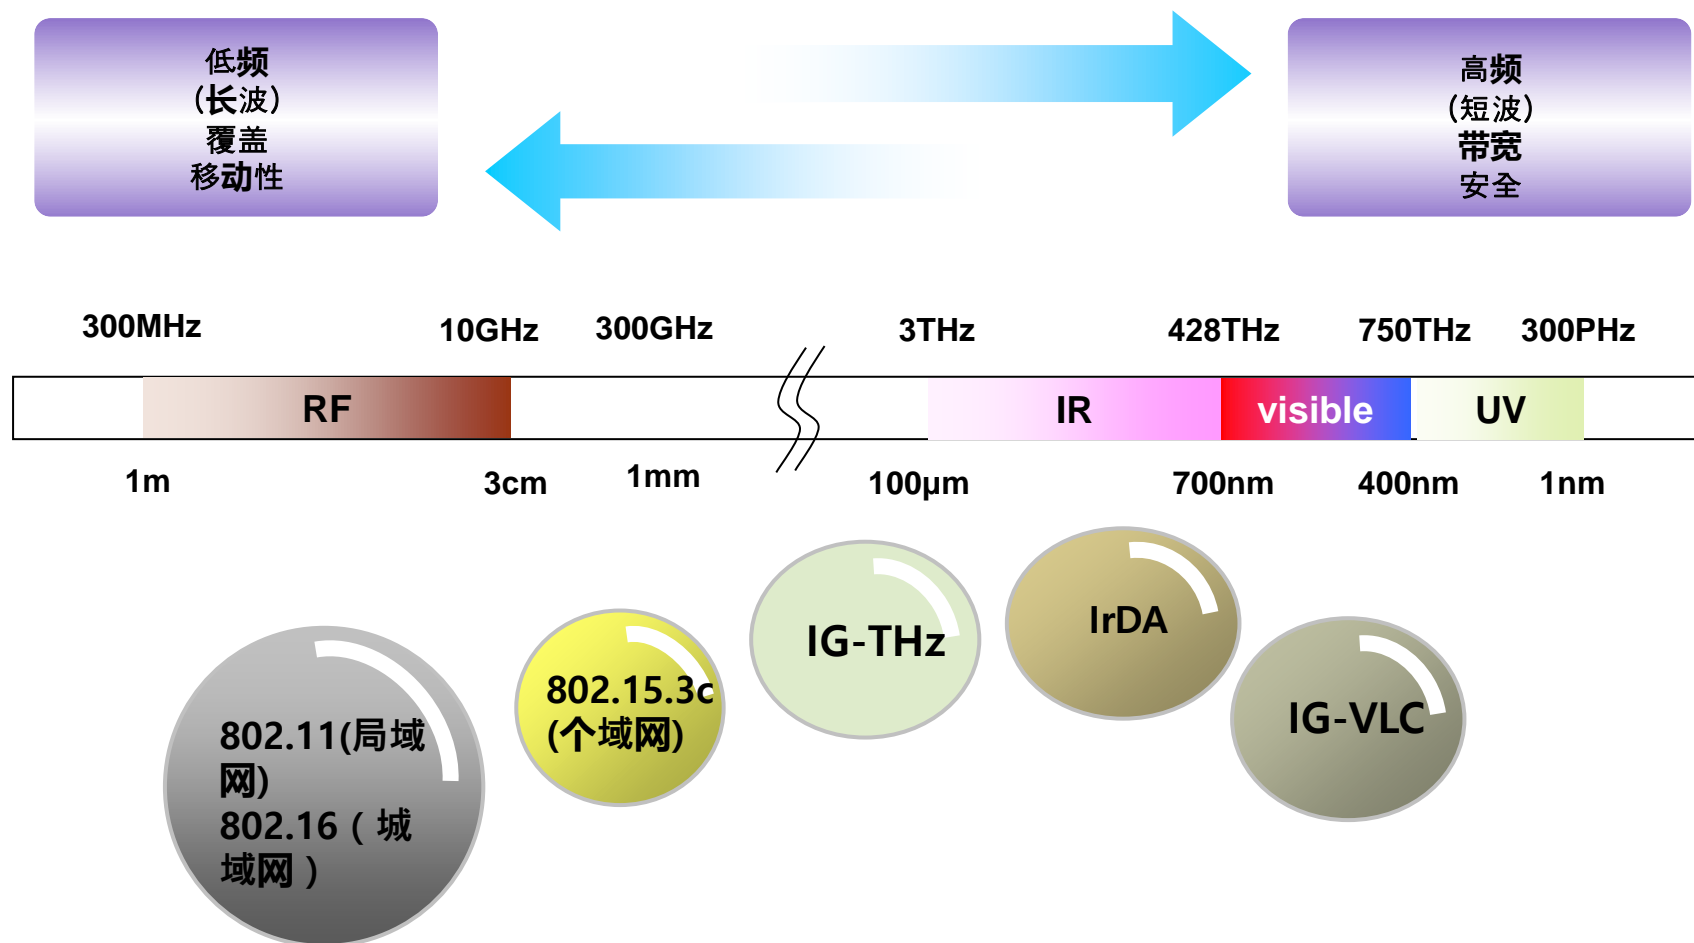 低频
(长波)
覆盖
移动性
高频
(短波)
带宽
安全
300MHz
10GHz
300GHz
3THz
428THz
750THz
300PHz
RF
IR
visible
UV
1m
3cm
1mm
100μm
700nm
400nm
1nm
802.11(局域
网)
802.16（城
域网）
802.15.3c
(个域网)
IG-THz
IrDA
IG-VLC